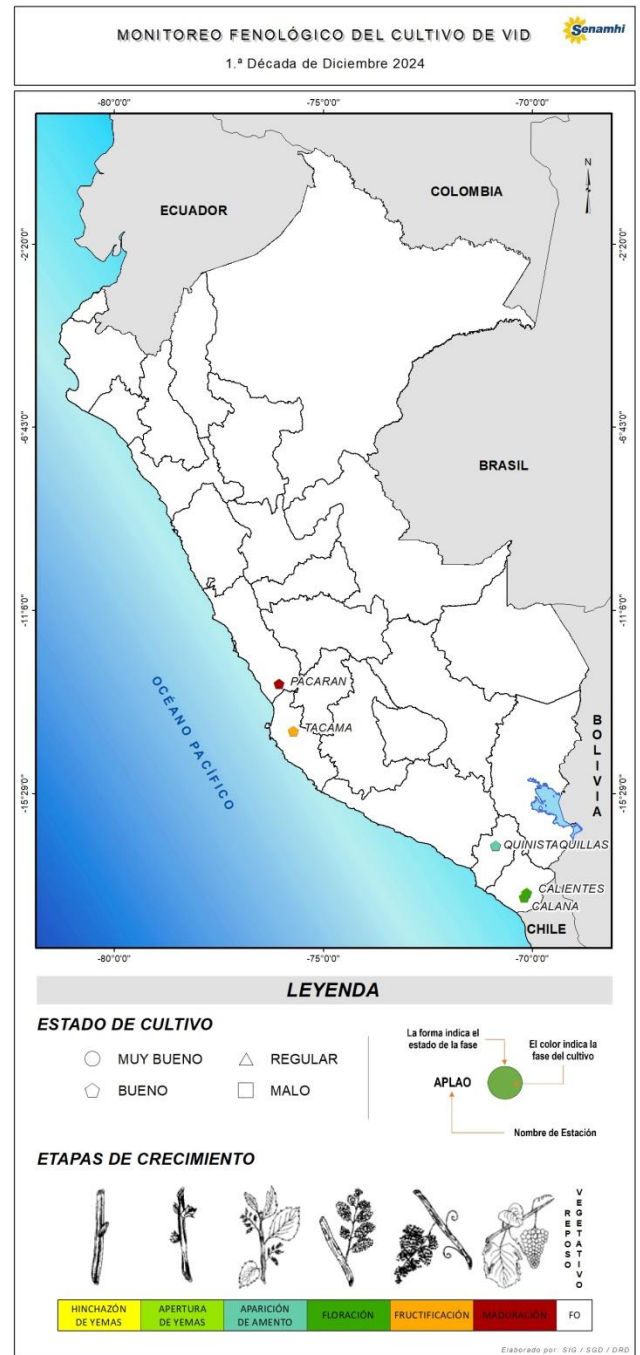 MONITOREO FENOLÓGICO DEL CULTIVO DE VID
Senamhi
1.ª Década de Diciembre 2024
-80°0'0"
-75°0'0"
-70°0'0"
N
COLOMBIA
ECUADOR
-2°20'0"
-2°20'0"
-6°43'0"
-6°43'0"
BRASIL
-11°6'0"
-11°6'0"
PACARAN
OCÉANO PACÍFICO
TACAMA
BOLIVIA
-15°29'0"
-15°29'0"
QUINISTAQUILLAS
CALIENTES
CALANA
CHILE
-80°0'0"
-75°0'0"
-70°0'0"
LEYENDA
ESTADO DE CULTIVO
MUY BUENO
REGULAR
BUENO
MALO
La forma indica el
estado de la fase
El color indica la
fase del cultivo
APLAO
Nombre de Estación
ETAPAS DE CRECIMIENTO
REPOSO
VEGETATIVO
HINCHAZÓN
DE YEMAS
APERTURA
DE YEMAS
APARICIÓN
DE AMENTO
FLORACIÓN
FRUCTIFICACIÓN
MADURACIÓN
FO
Elaborado por: SIG / SGD / DRD